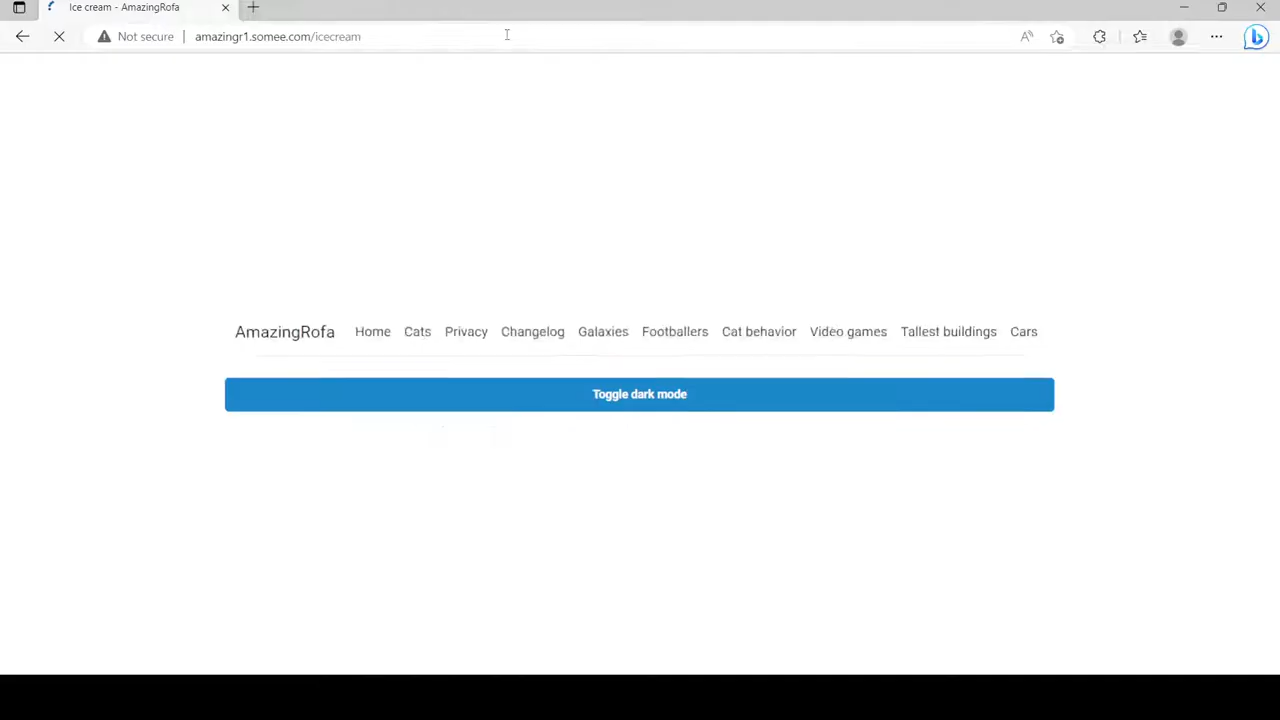 Ice cream - AmazingRofa
Not secure | amazingr1.somee.com/icecream
AmazingRofa Home Cats Privacy Changelog Galaxies Footballers Cat behavior Video games Tallest buildings Cars
Toggle dark mode